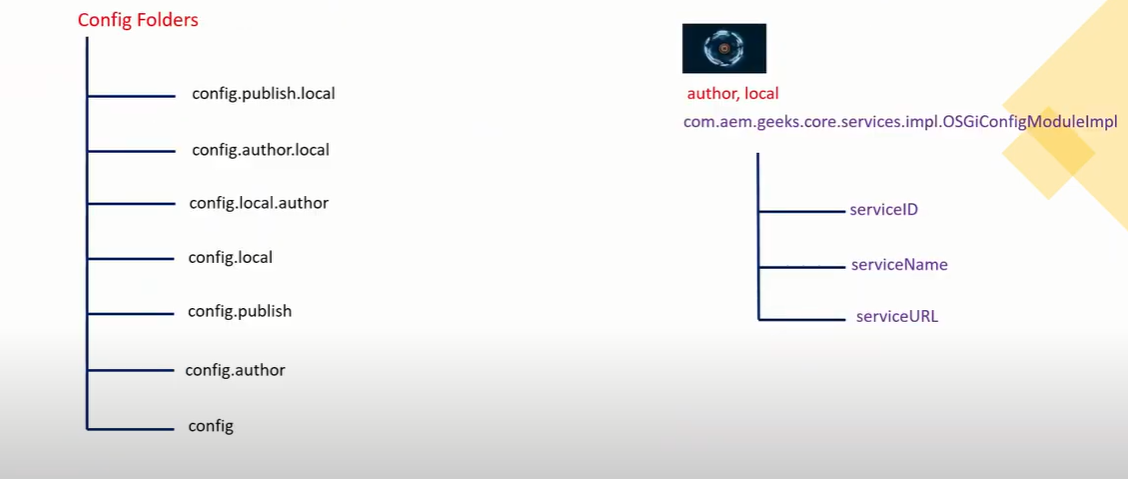 Config Folders
config.publish.local
config.author.local
config.local.author
config.local
config.publish
config.author
config
author, local
com.aem.geeks.core.services.impl.OSGiConfigModuleImpl
serviceID
serviceName
serviceURL